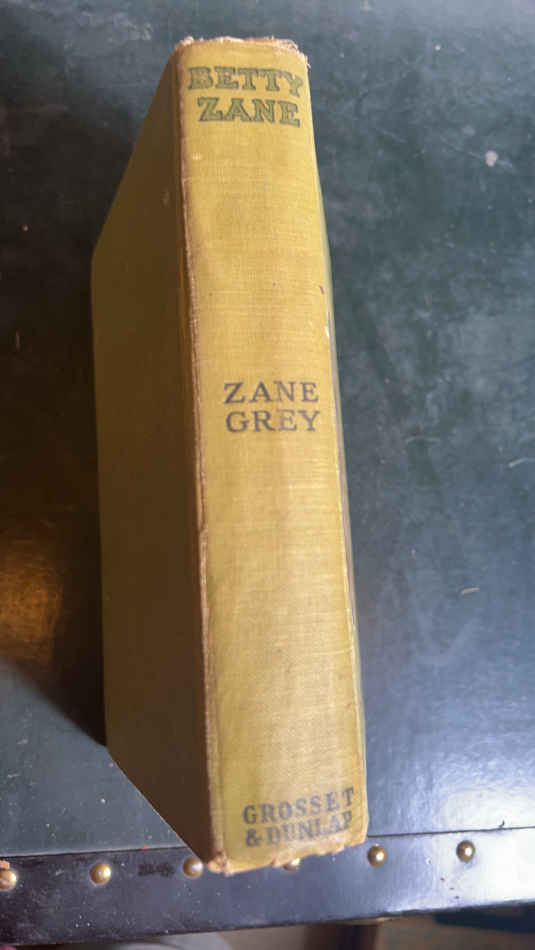 BETTY
ZANE
ZANE
GREY
GROSSET
& DUNLAP